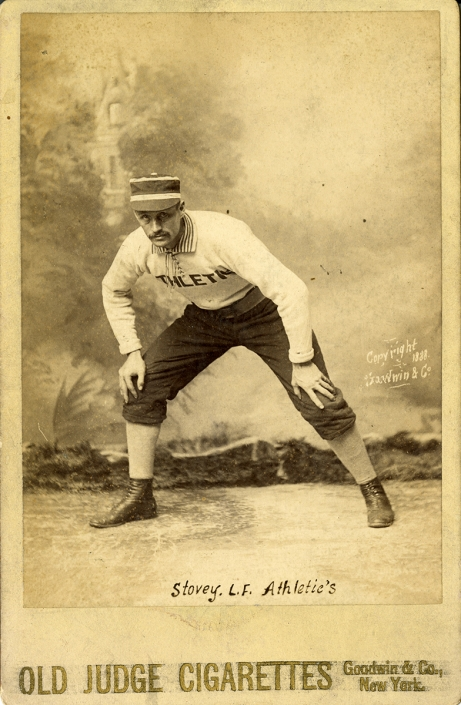 ATHLETIC
Copyright
1888
Goodwin & Co.
Stovey. L.F. Athletic's
OLD JUDGE CIGARETTES
Goodwin & Co.,
New York.